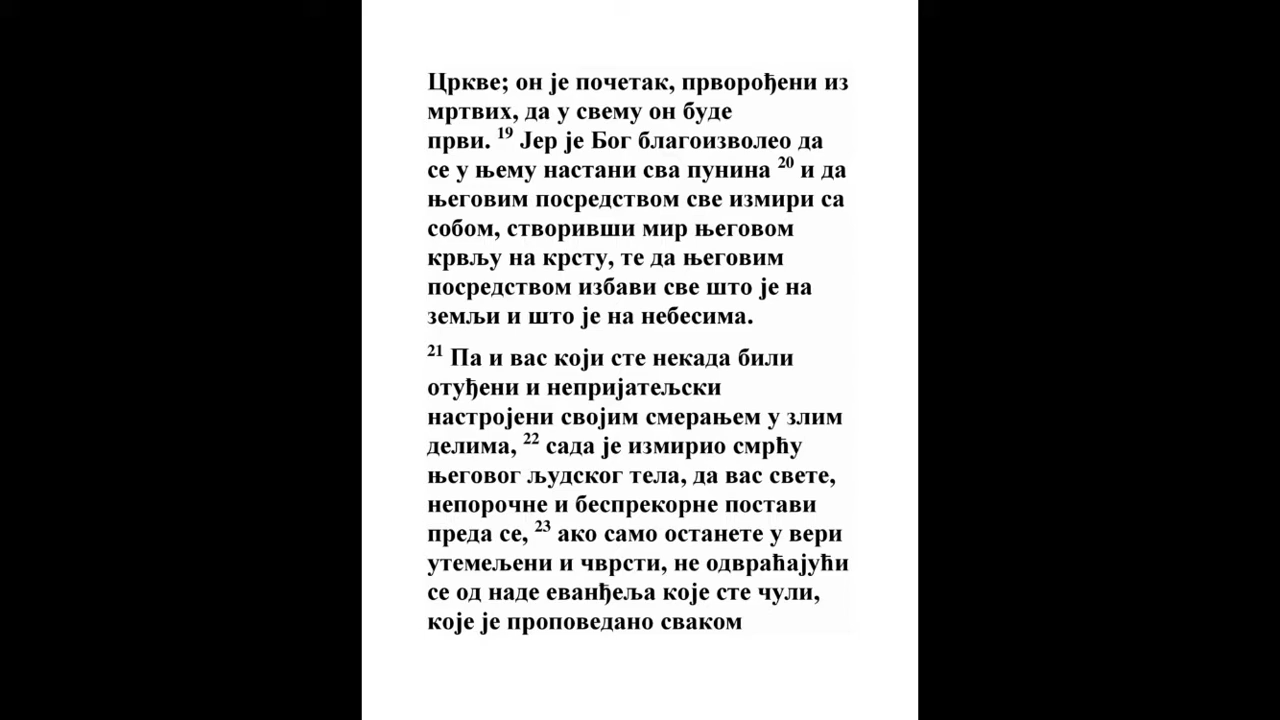 Цркве; он је почетак, прворођени из
мртвих, да у свему он буде
први. 19 Јер је Бог благоизволео да
се у њему настани сва пунина 20 и да
његовим посредством све измири са
собом, створивши мир његовом
крвљу на крсту, те да његовим
посредством избави све што је на
земљи и што је на небесима.
21 Па и вас који сте некада били
отуђени и непријатељски
настројени својим смерањем у злим
делима, 22 сада је измирио смрћу
његовог људског тела, да вас свете,
непорочне и беспрекорне постави
преда се, 23 ако само останете у вери
утемељени и чврсти, не одвраћајући
се од наде еванђеља које сте чули,
које је проповедано сваком